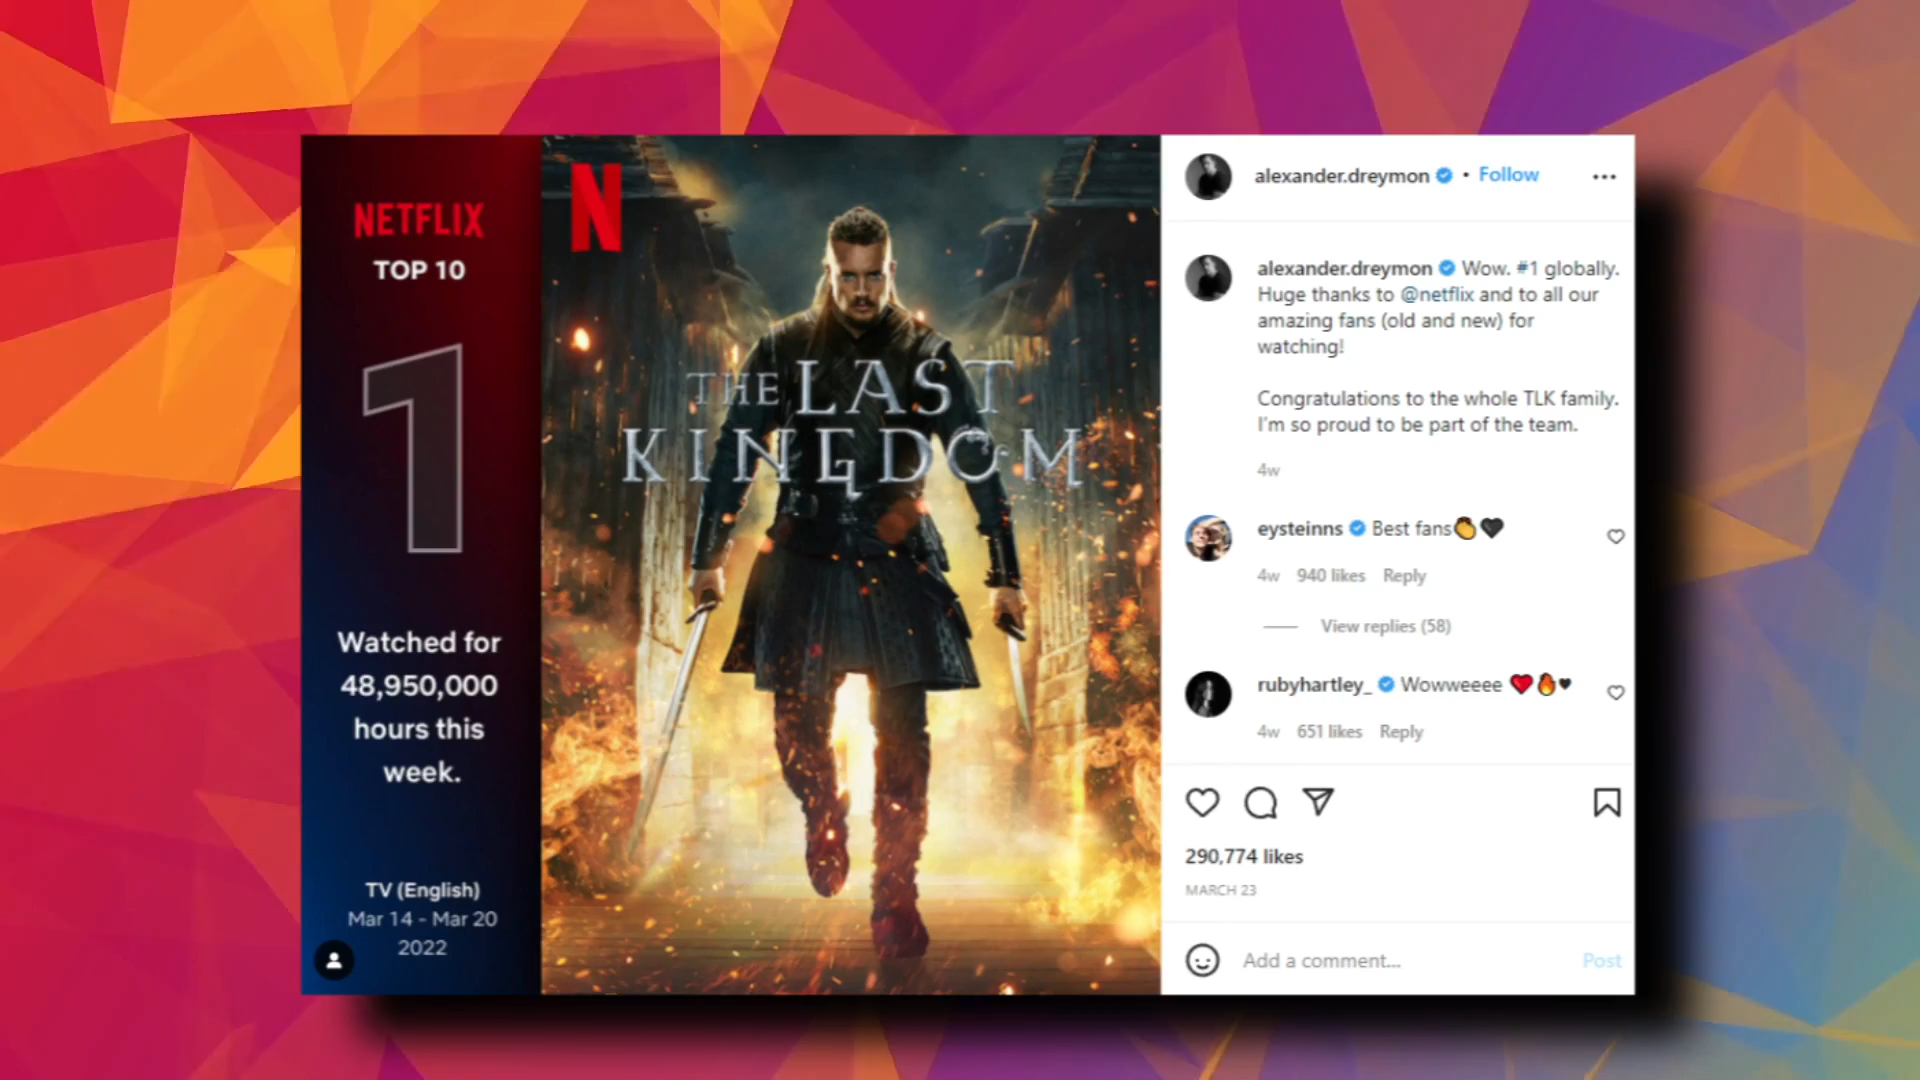 NETFLIX
TOP 10
1
Watched for
48,950,000
hours this
week.
TV (English)
Mar 14 - Mar 20
2022
N
THE LAST
KINGDOM
alexander.dreymon • Follow
alexander.dreymon Wow. #1 globally.
Huge thanks to @netflix and to all our
amazing fans (old and new) for
watching!
Congratulations to the whole TLK family.
I'm so proud to be part of the team.
4w
eysteinns Best fans👏🖤
4w 940 likes Reply
View replies (58)
rubyhartley_ Wowweeee ❤️🔥🖤
4w 651 likes Reply
290,774 likes
MARCH 23
Add a comment... Post